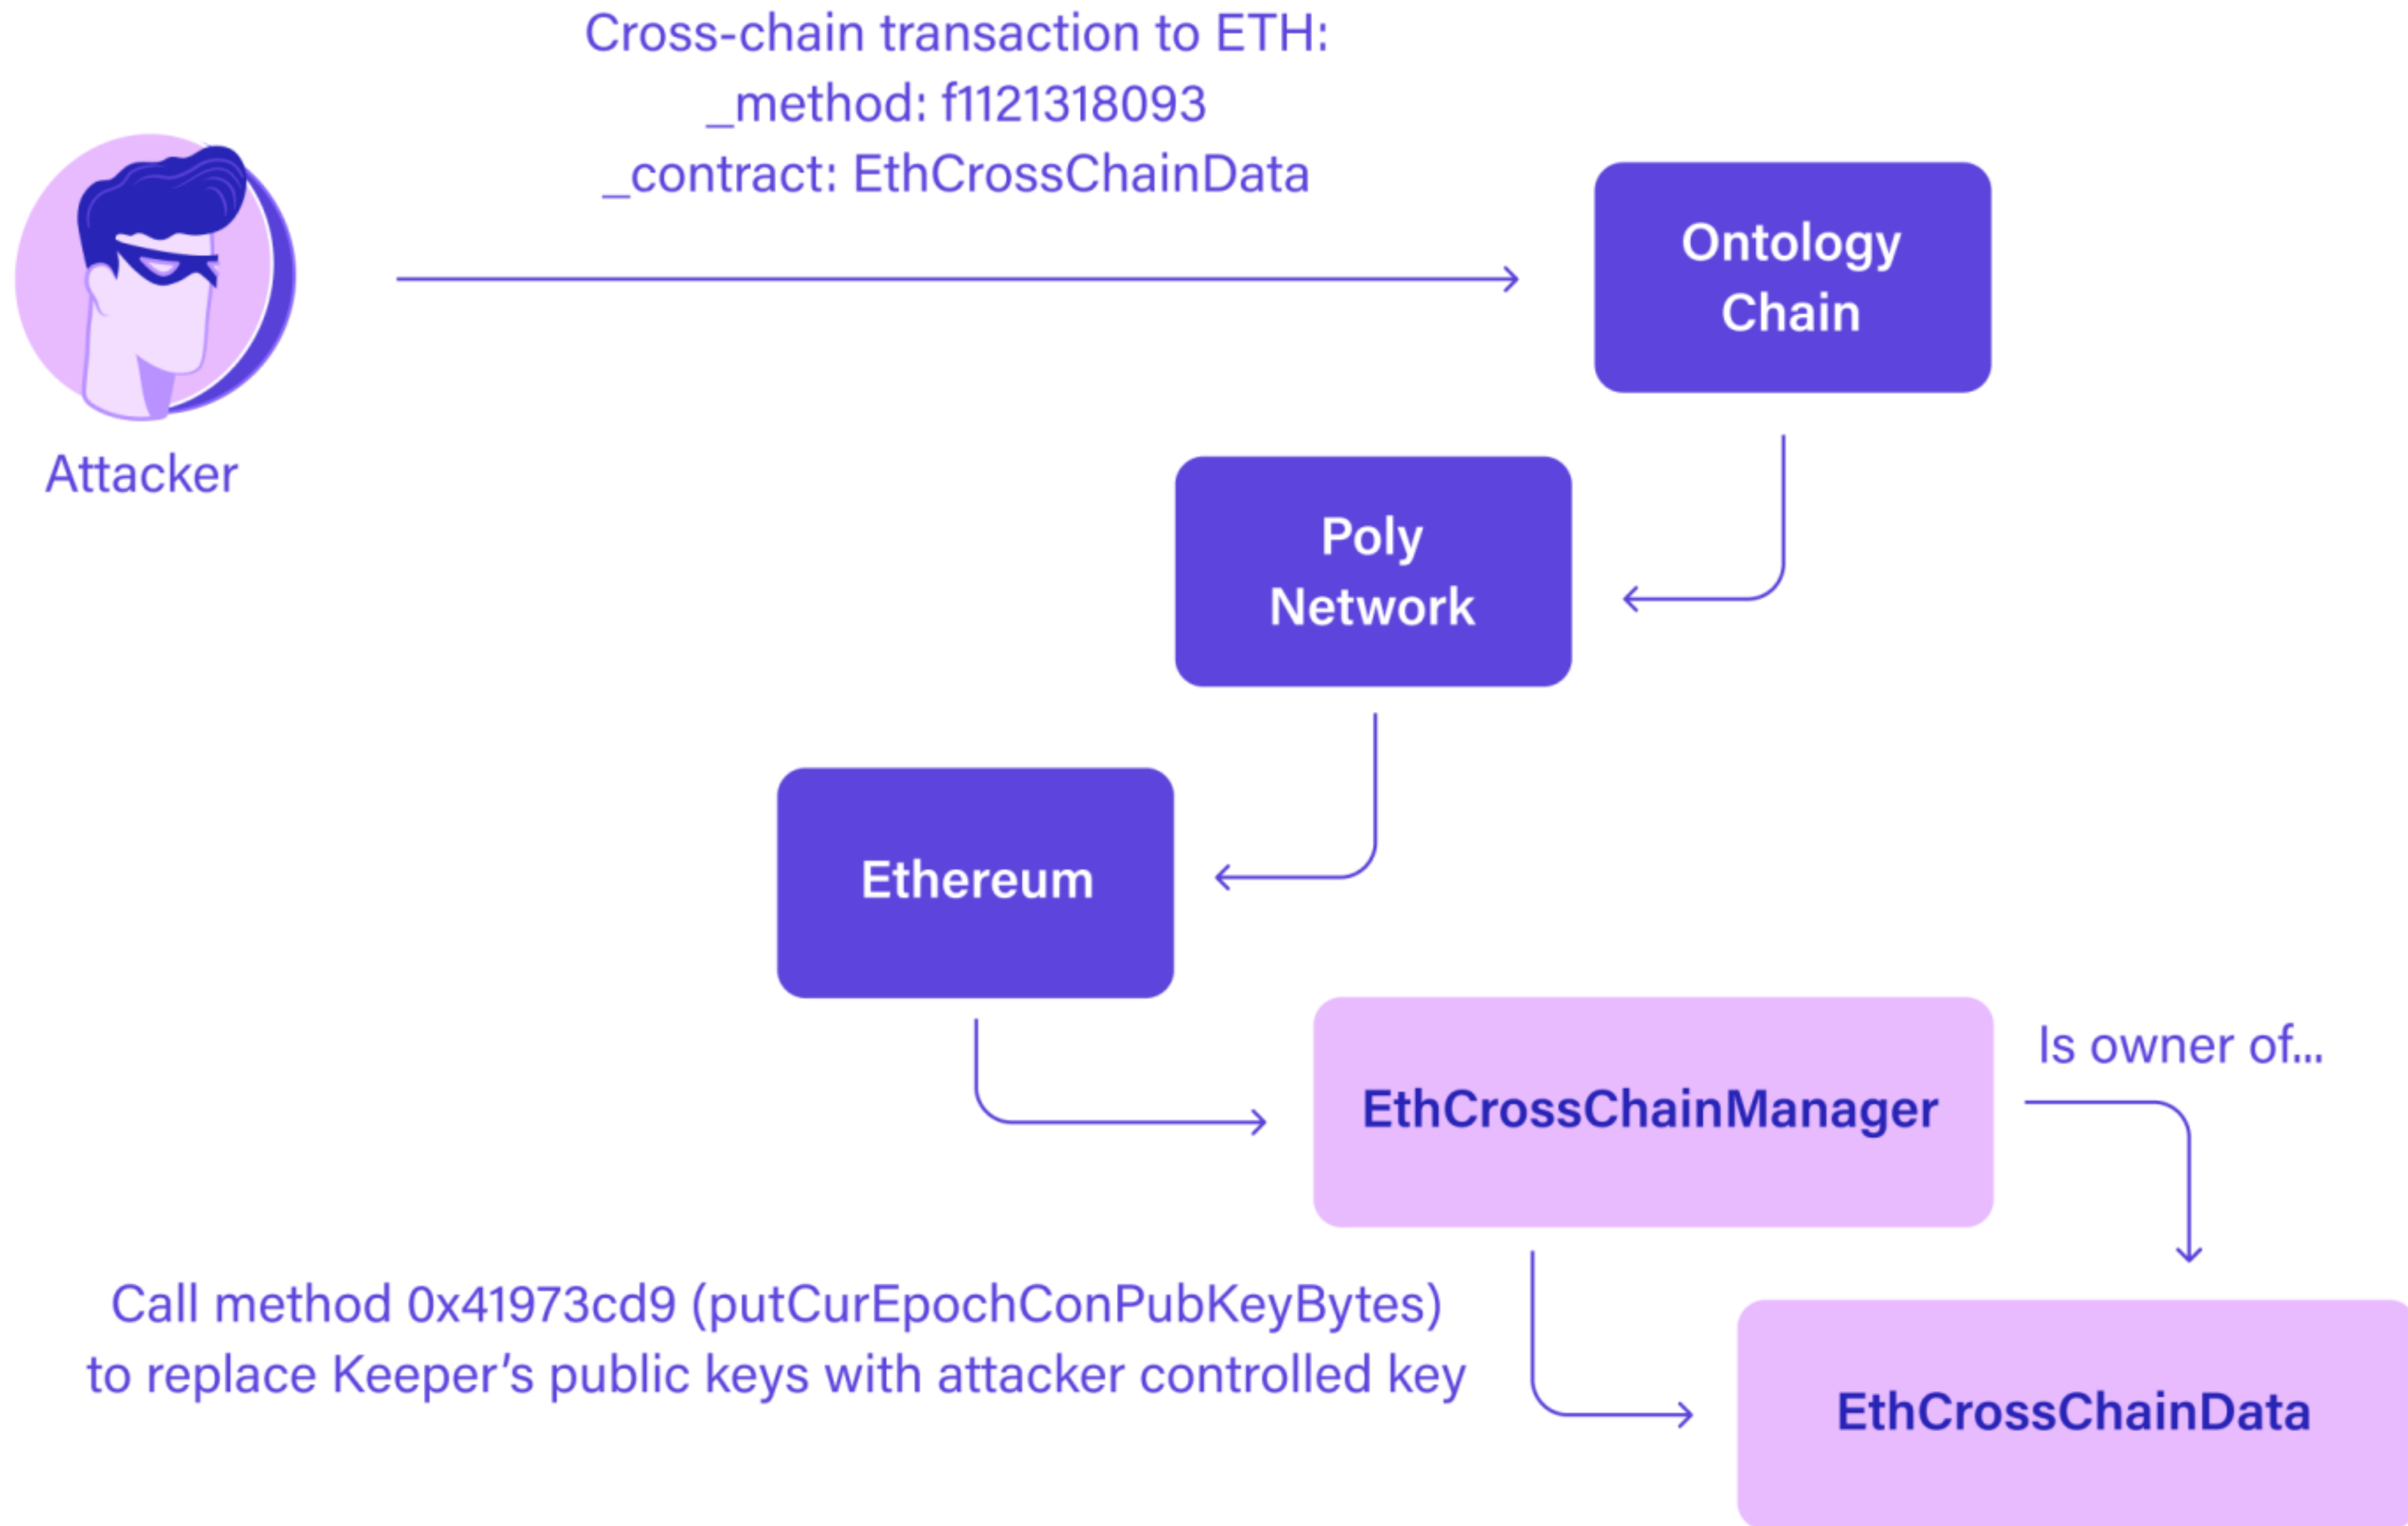 Cross-chain transaction to ETH:
_method: f1121318093
_contract: EthCrossChainData
Attacker
Ontology
Chain
Poly
Network
Ethereum
EthCrossChainManager
Is owner of...
Call method 0x41973cd9 (putCurEpochConPubKeyBytes)
to replace Keeper’s public keys with attacker controlled key
EthCrossChainData